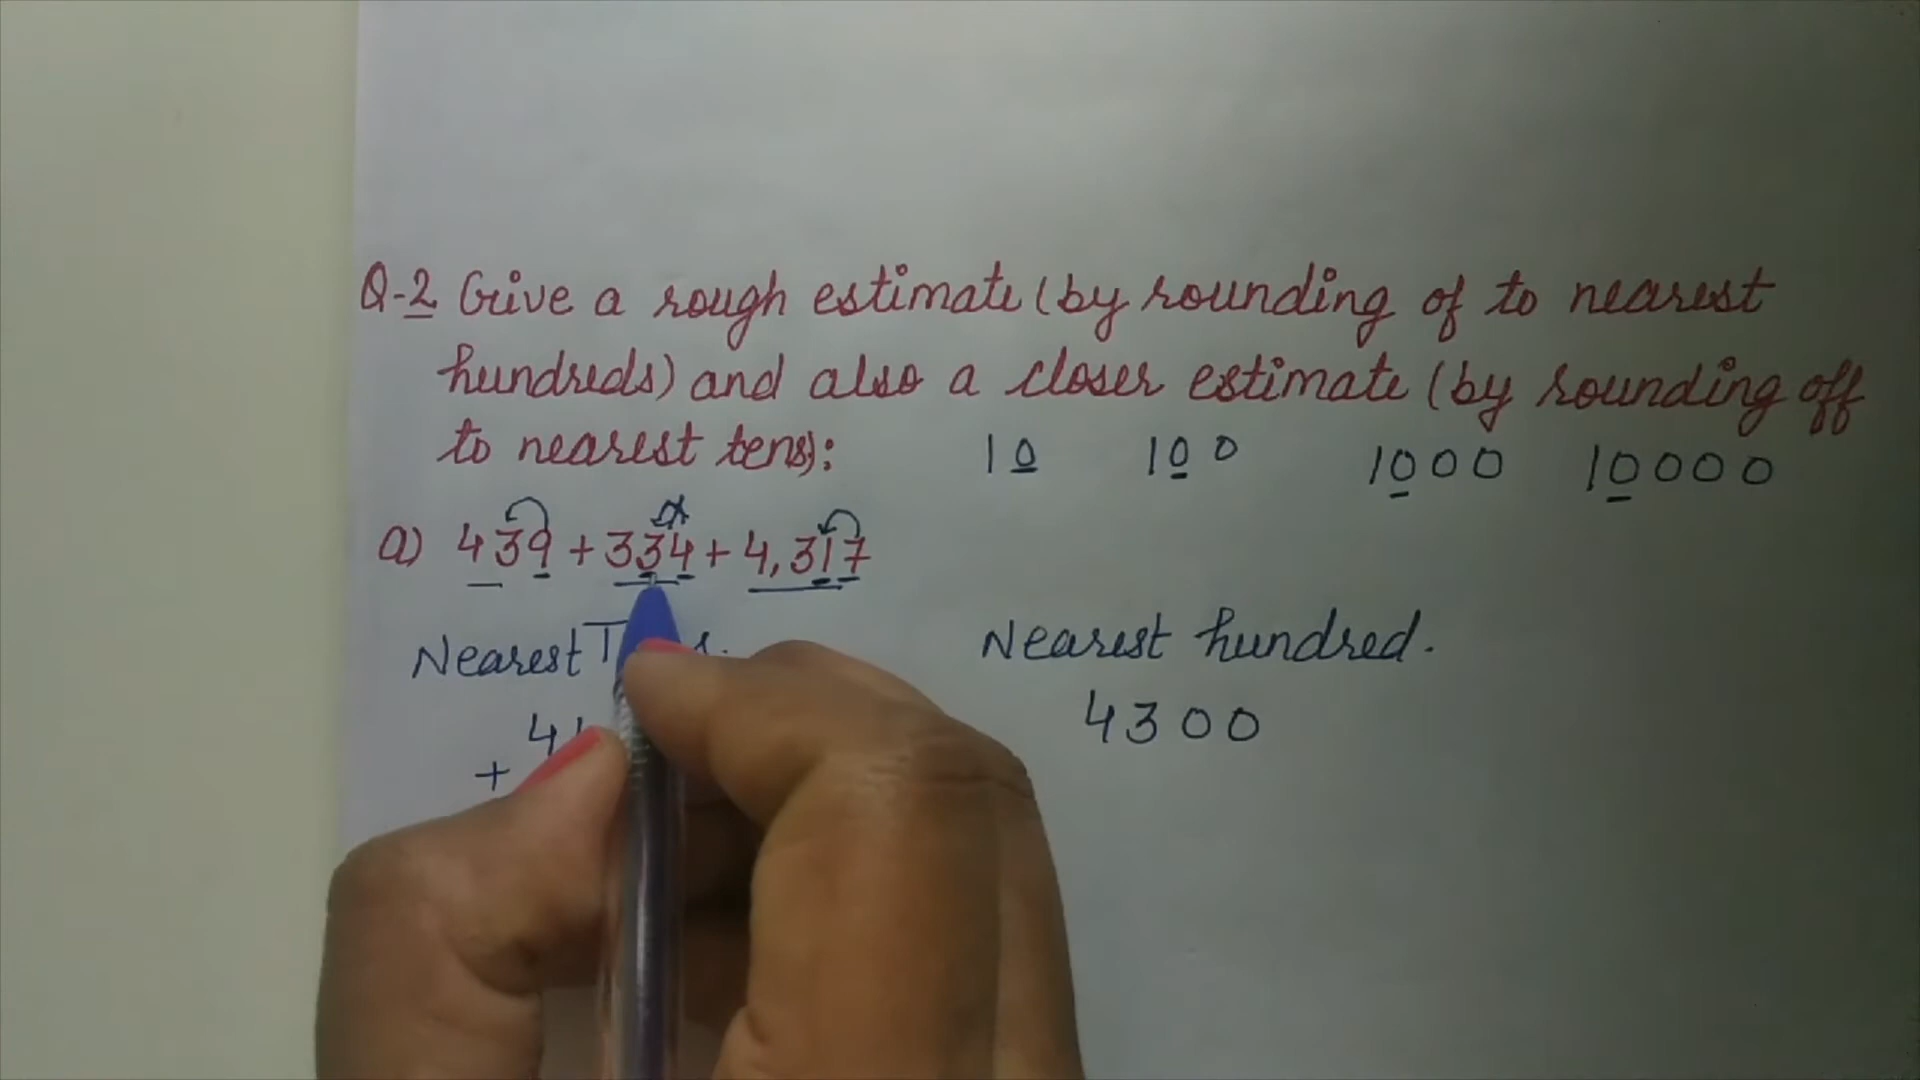 Q-2 Give a rough estimate (by rounding of to nearest
hundreds) and also a closer estimate (by rounding off
to nearest tens):
10 100 1000 10000
a) 439 + 334 + 4,317
Nearest
Nearest hundred.
4300
+